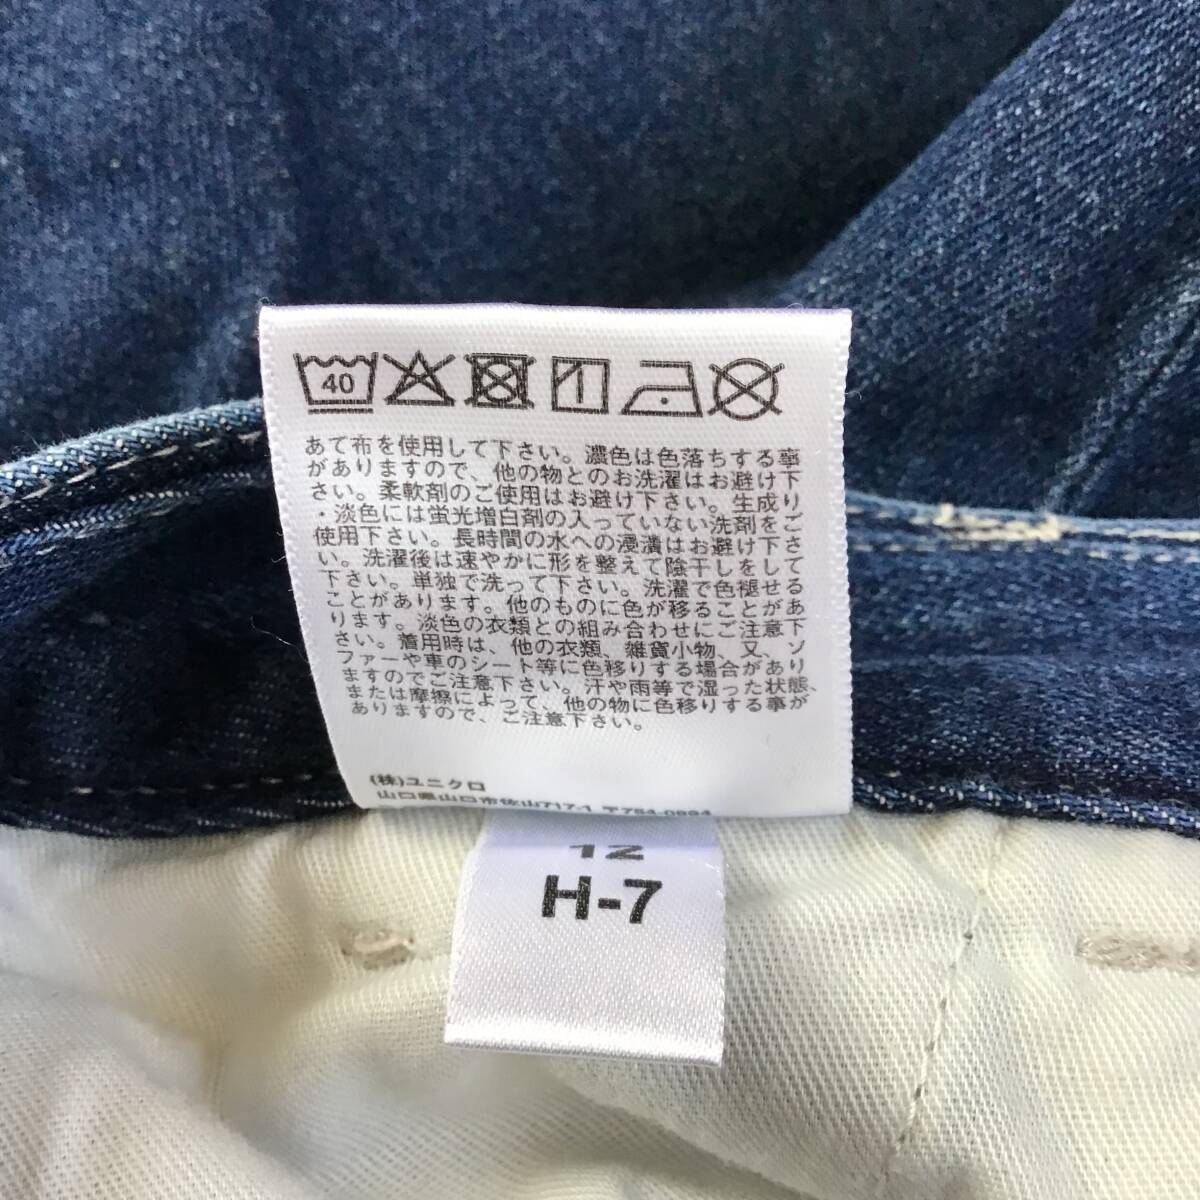 40
あて布を使用して下さい。濃色は色落ちする事
がありますので、他の物とのお洗濯はお避け下
さい。柔軟剤のご使用はお避け下さい。生成り
・淡色には蛍光増白剤の入っていない洗剤をご
使用下さい。長時間の水への浸漬はお避け下さ
い。洗濯後は速やかに形を整えて陰干しをして
下さい。単独で洗って下さい。洗濯で色褪せる
ことがあります。他のものに色が移ることがあ
ります。淡色の衣類との組み合わせにご注意下
さい。着用時は、他の衣類、雑貨小物、又、ソ
ファーや車のシート等に色移りする場合があり
ますのでご注意下さい。汗や雨等で湿った状態、
または摩擦によって、他の物に色移りする事が
ありますので、ご注意下さい。
(株)ユニクロ
山口県山口市佐山717-1 〒754-0894
12
H-7